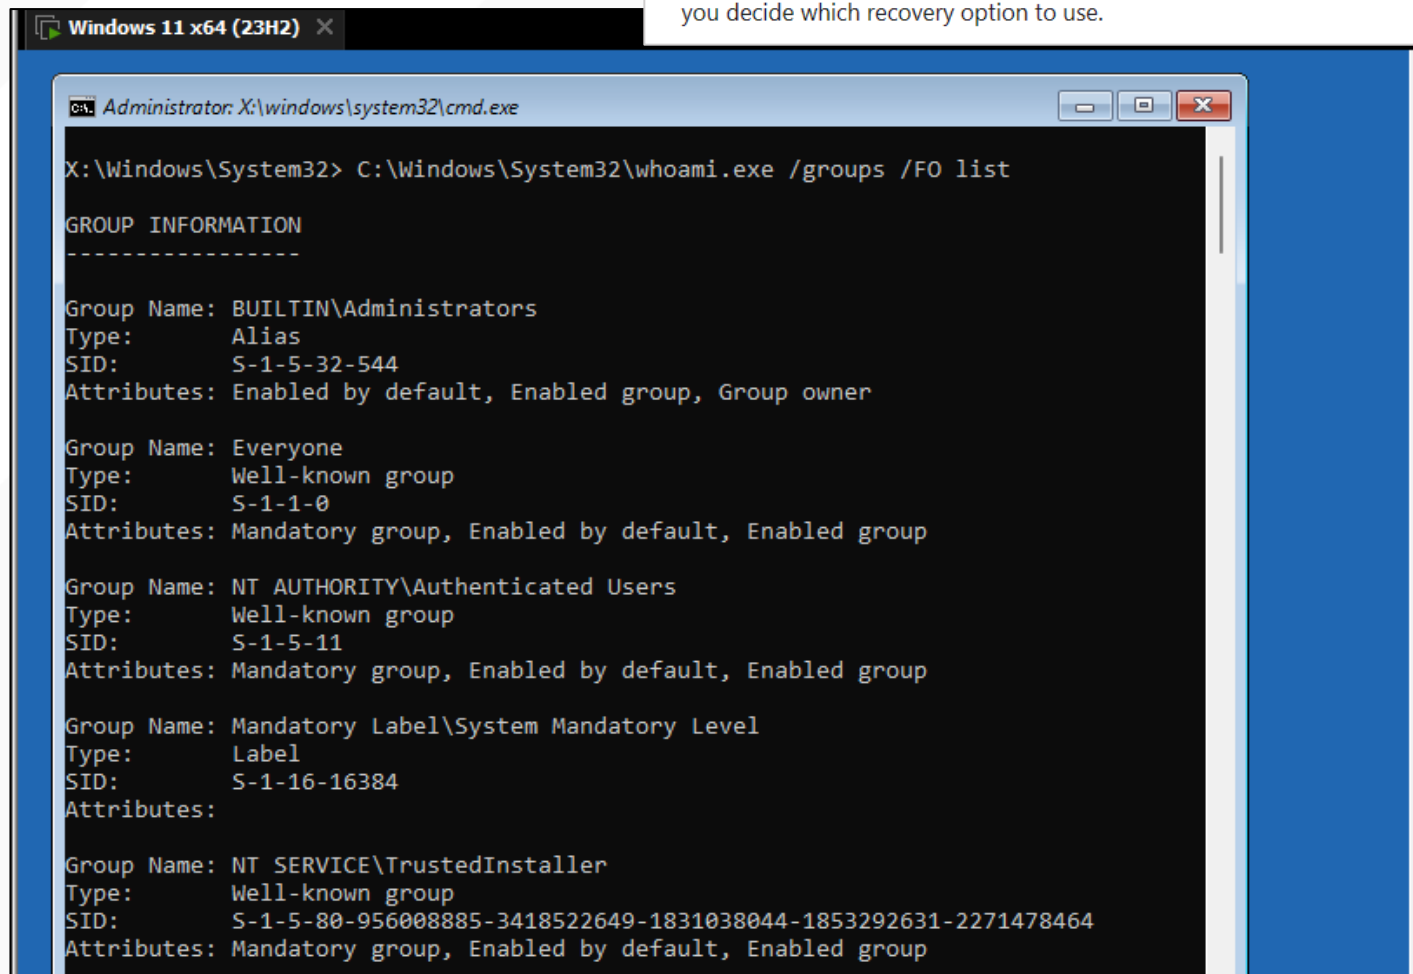 you decide which recovery option to use.
Windows 11 x64 (23H2)
Administrator: X:\windows\system32\cmd.exe
X:\Windows\System32> C:\Windows\System32\whoami.exe /groups /FO list
GROUP INFORMATION
-----------------
Group Name: BUILTIN\Administrators
Type:       Alias
SID:        S-1-5-32-544
Attributes: Enabled by default, Enabled group, Group owner
Group Name: Everyone
Type:       Well-known group
SID:        S-1-1-0
Attributes: Mandatory group, Enabled by default, Enabled group
Group Name: NT AUTHORITY\Authenticated Users
Type:       Well-known group
SID:        S-1-5-11
Attributes: Mandatory group, Enabled by default, Enabled group
Group Name: Mandatory Label\System Mandatory Level
Type:       Label
SID:        S-1-16-16384
Attributes:
Group Name: NT SERVICE\TrustedInstaller
Type:       Well-known group
SID:        S-1-5-80-956008885-3418522649-1831038044-1853292631-2271478464
Attributes: Mandatory group, Enabled by default, Enabled group